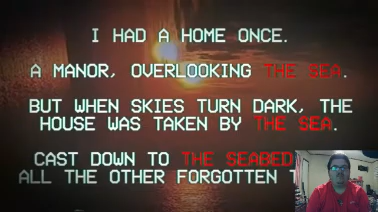 I HAD A HOME ONCE.
A MANOR, OVERLOOKING THE SEA.
BUT WHEN SKIES TURN DARK, THE
HOUSE WAS TAKEN BY THE SEA.
CAST DOWN TO THE SEABED
ALL THE OTHER FORGOTTEN